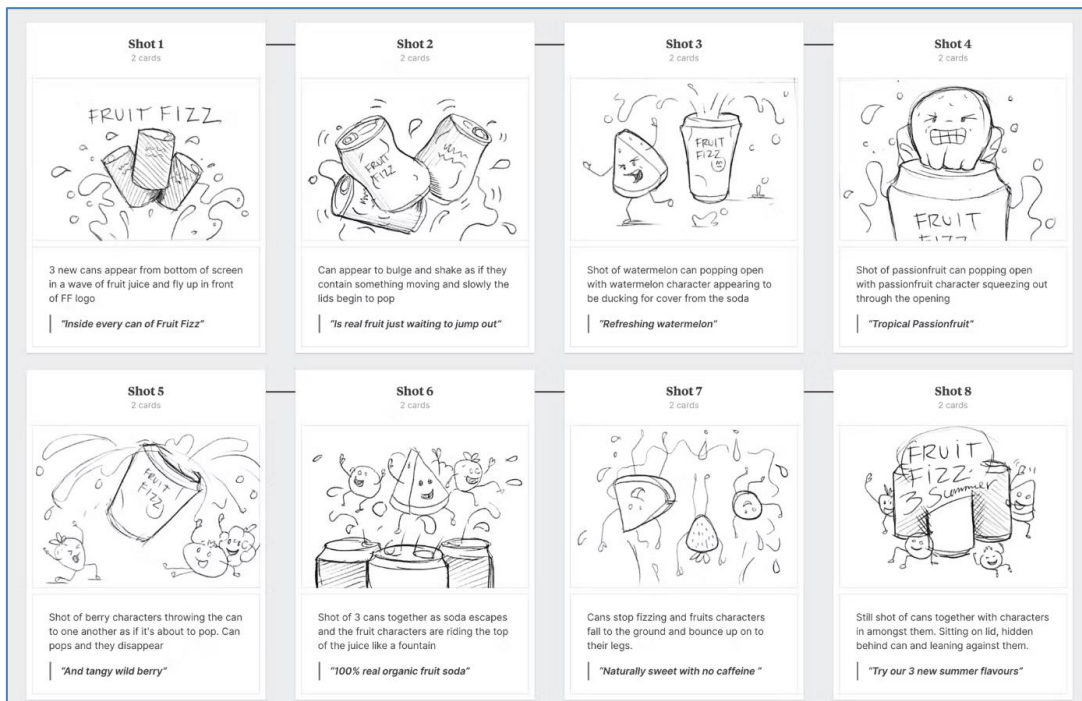 Shot 1
2 cards
FRUIT FIZZ
3 new cans appear from bottom of screen
in a wave of fruit juice and fly up in front
of FF logo
"Inside every can of Fruit Fizz"
Shot 2
2 cards
FRUIT
FIZZ
Can appear to bulge and shake as if they
contain something moving and slowly the
lids begin to pop
"Is real fruit just waiting to jump out"
Shot 3
2 cards
FRUIT
FIZZ
Shot of watermelon can popping open
with watermelon character appearing to
be ducking for cover from the soda
"Refreshing watermelon"
Shot 4
2 cards
FRUIT
FIZZ
Shot of passionfruit can popping open
with passionfruit character squeezing out
through the opening
"Tropical Passionfruit"
Shot 5
2 cards
FRUIT
FIZZ
Shot of berry characters throwing the can
to one another as if it's about to pop. Can
pops and they disappear
"And tangy wild berry"
Shot 6
2 cards
Shot of 3 cans together as soda escapes
and the fruit characters are riding the top
of the juice like a fountain
"100% real organic fruit soda"
Shot 7
2 cards
Cans stop fizzing and fruits characters
fall to the ground and bounce up on to
their legs.
"Naturally sweet with no caffeine "
Shot 8
2 cards
FRUIT
FIZZ
3 Summer
Still shot of cans together with characters
in amongst them. Sitting on lid, hidden
behind can and leaning against them.
"Try our 3 new summer flavours"